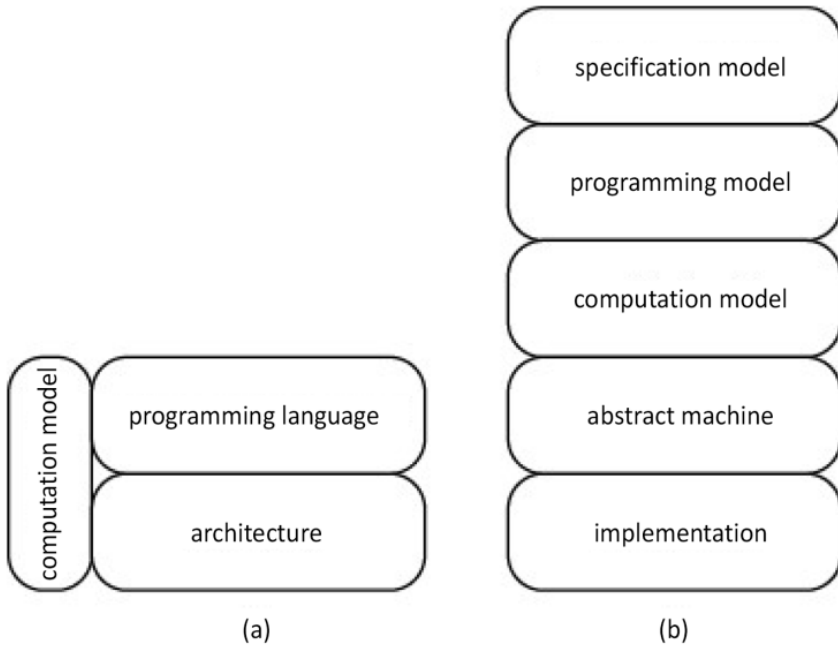 computation model
programming language
architecture
(a)
specification model
programming model
computation model
abstract machine
implementation
(b)